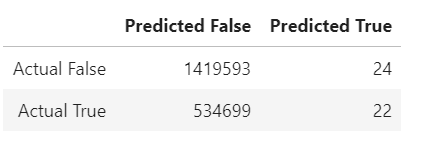 Predicted False Predicted True
Actual False 1419593 24
Actual True 534699 22